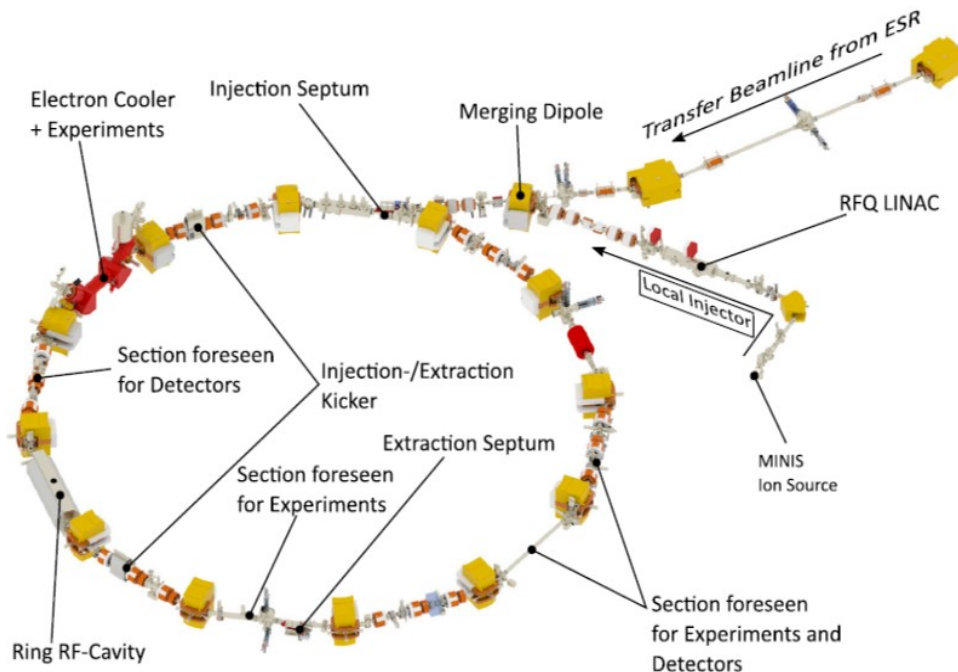 Transfer Beamline from ESR
Electron Cooler
+ Experiments
Injection Septum
Merging Dipole
RFQ LINAC
Local Injector
Section foreseen
for Detectors
Injection-/Extraction
Kicker
Extraction Septum
Section foreseen
for Experiments
MINIS
Ion Source
Ring RF-Cavity
Section foreseen
for Experiments and
Detectors